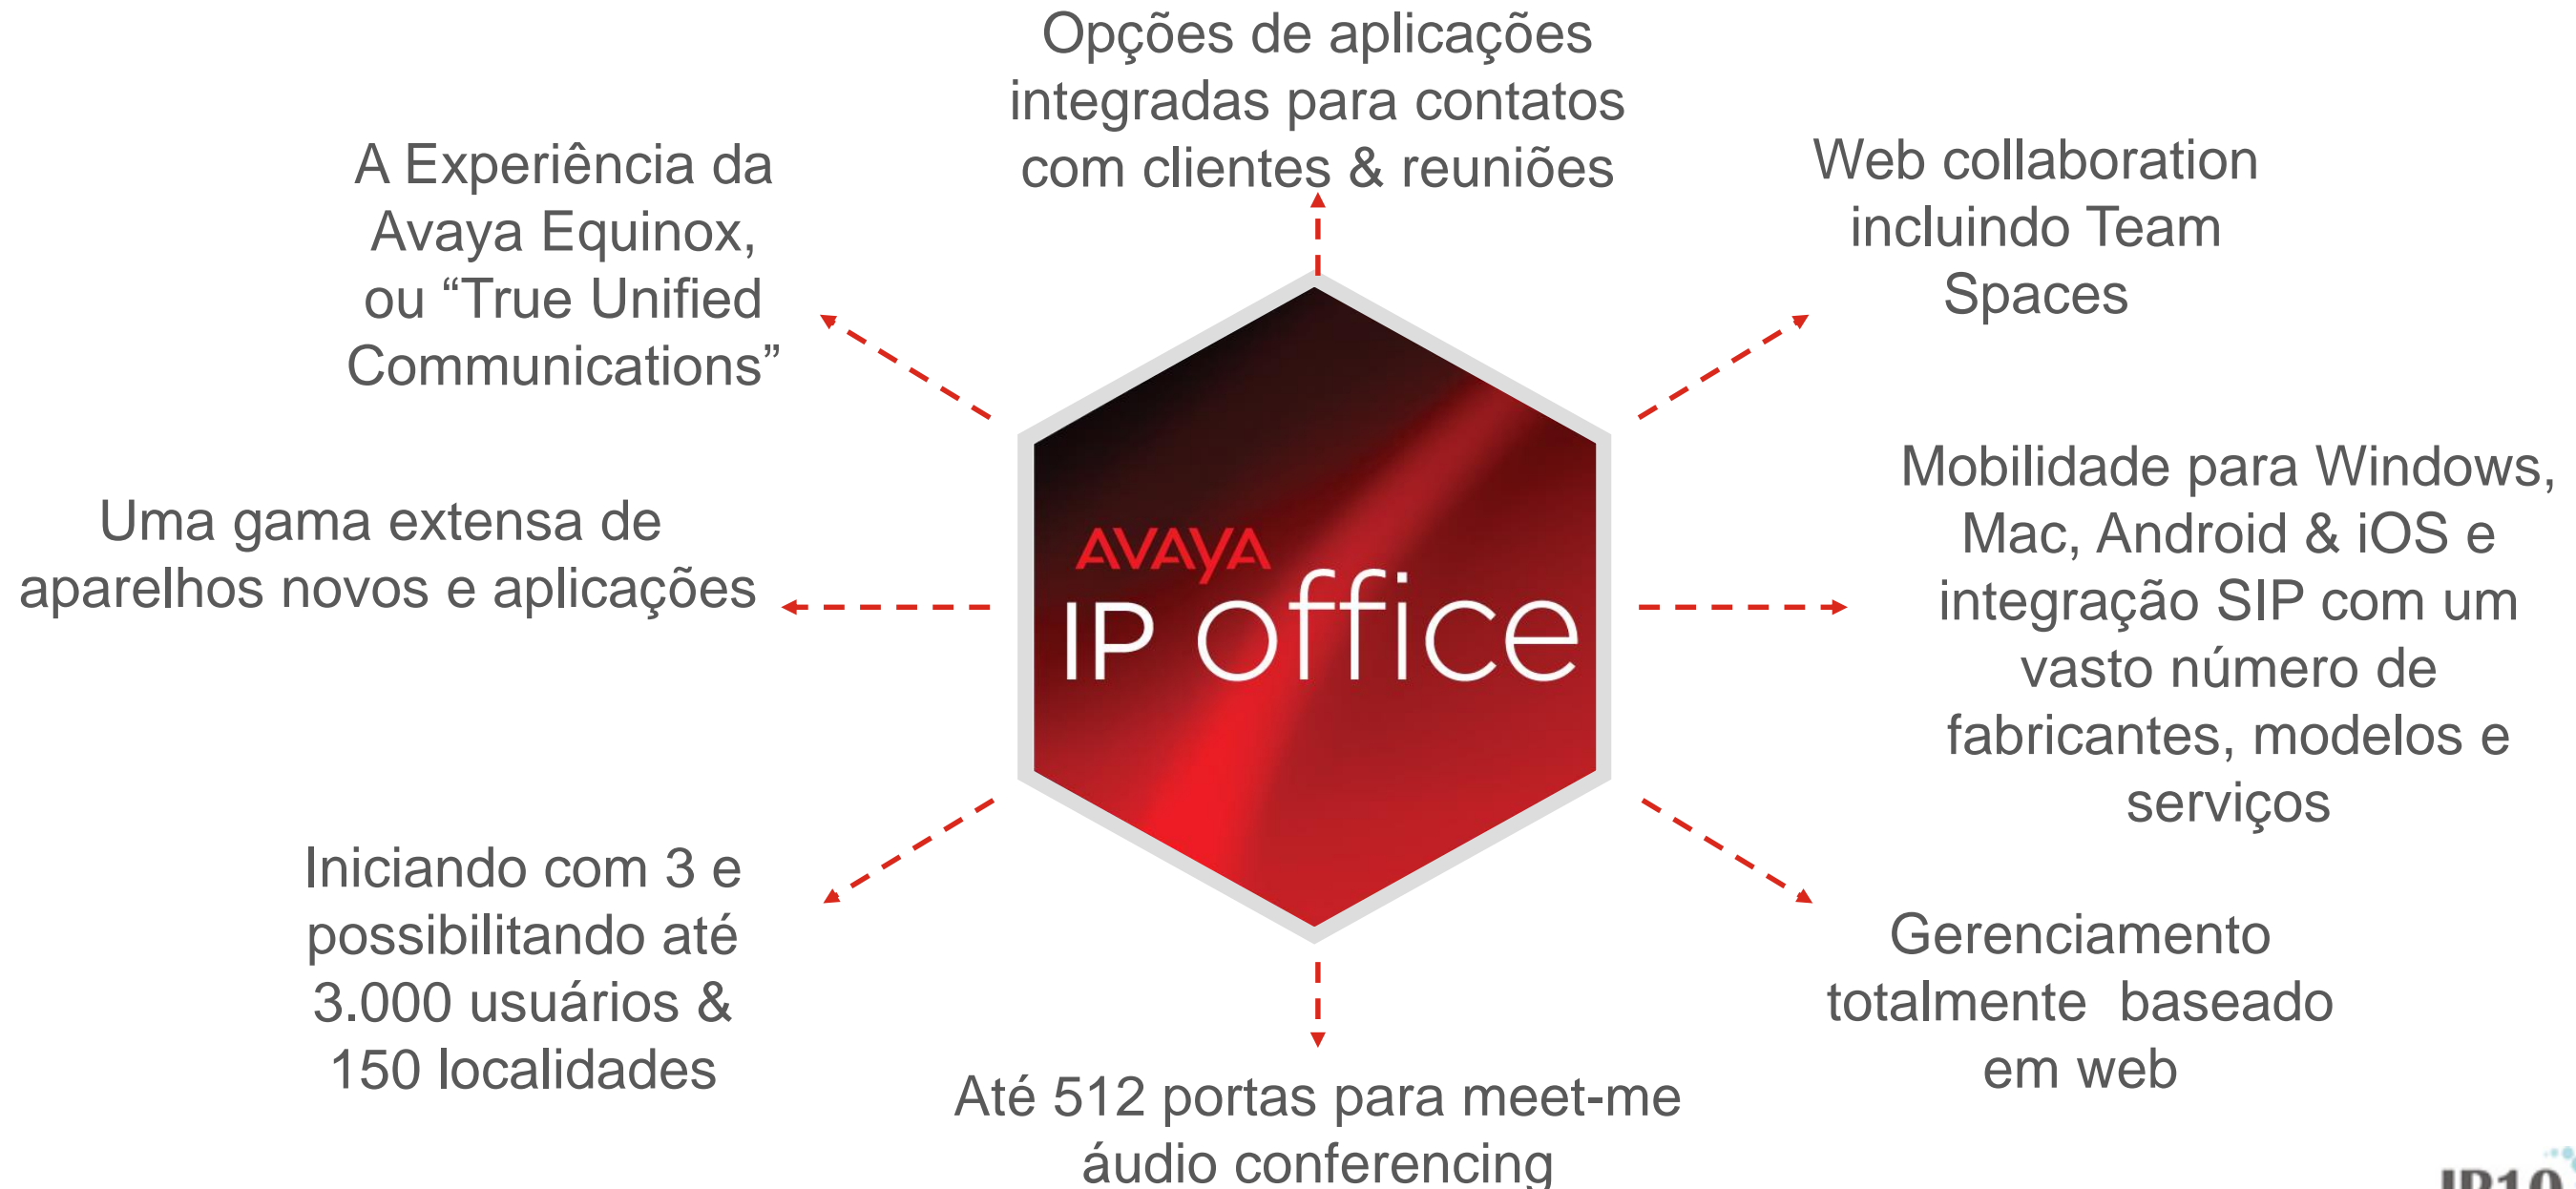 Opções de aplicações
integradas para contatos
com clientes & reuniões
A Experiência da
Avaya Equinox,
ou “True Unified
Communications”
Web collaboration
incluindo Team
Spaces
Uma gama extensa de
aparelhos novos e aplicações
AVAYA
IP office
Mobilidade para Windows,
Mac, Android & iOS e
integração SIP com um
vasto número de
fabricantes, modelos e
serviços
Iniciando com 3 e
possibilitando até
3.000 usuários &
150 localidades
Gerenciamento
totalmente baseado
em web
Até 512 portas para meet-me
áudio conferencing
IP10